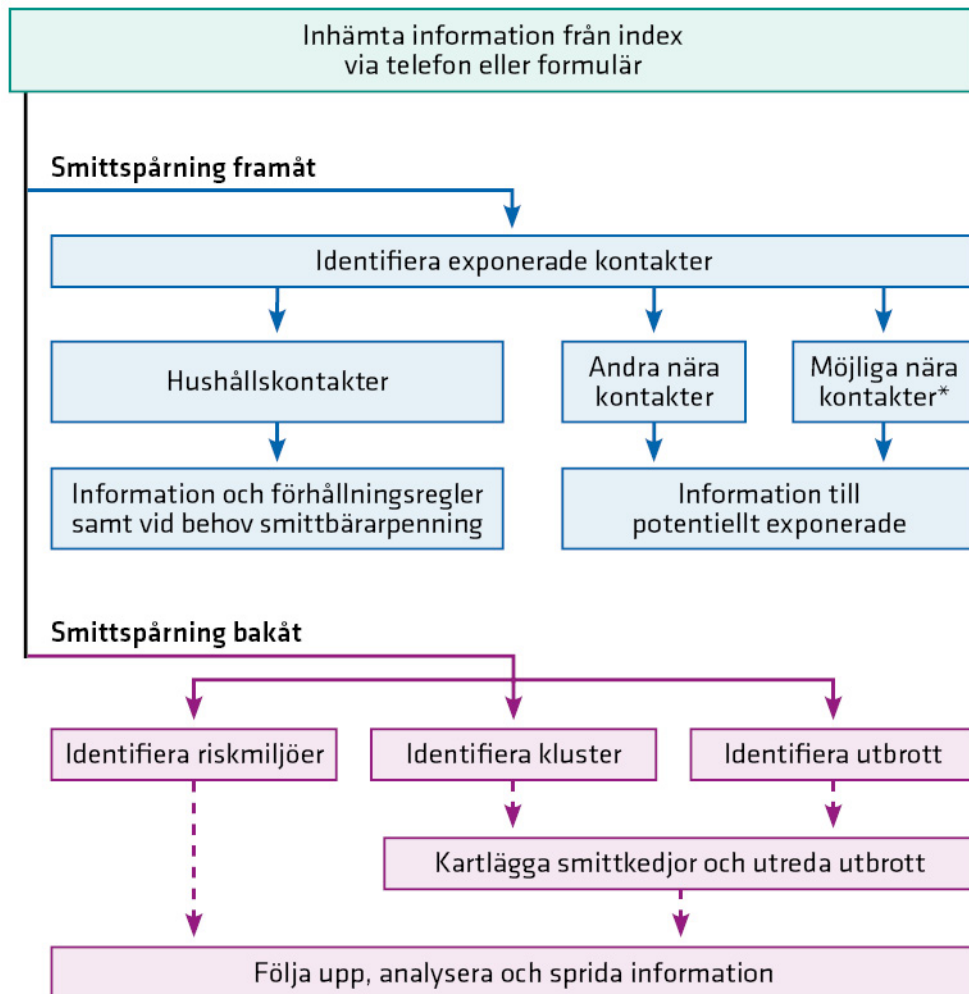 Inhämta information från index
via telefon eller formulär
Smittspårning framåt
Identifiera exponerade kontakter
Hushållskontakter
Andra nära
kontakter
Möjliga nära
kontakter*
Information och förhållningsregler
samt vid behov smittbärarpenning
Information till
potentiellt exponerade
Smittspårning bakåt
Identifiera riskmiljöer
Identifiera kluster
Identifiera utbrott
Kartlägga smittkedjor och utreda utbrott
Följa upp, analysera och sprida information